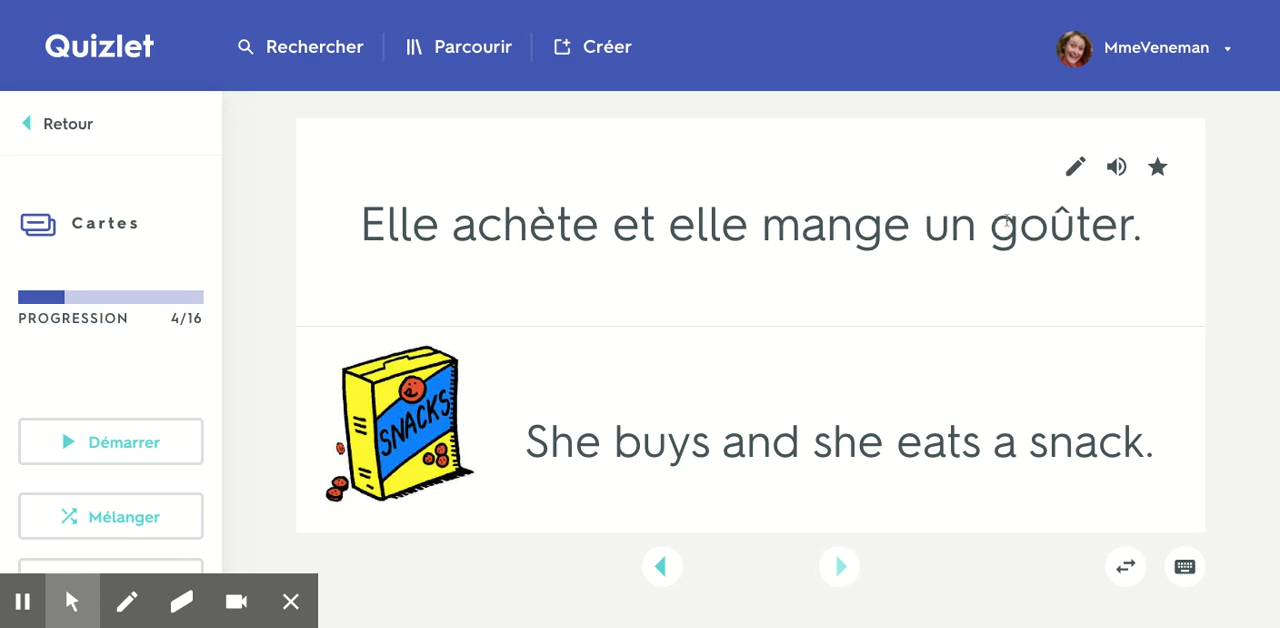 Quizlet
Rechercher
Parcourir
Créer
MmeVeneman
Retour
Cartes
PROGRESSION 4/16
Démarrer
Mélanger
Elle achète et elle mange un goûter.
SNACKS
She buys and she eats a snack.